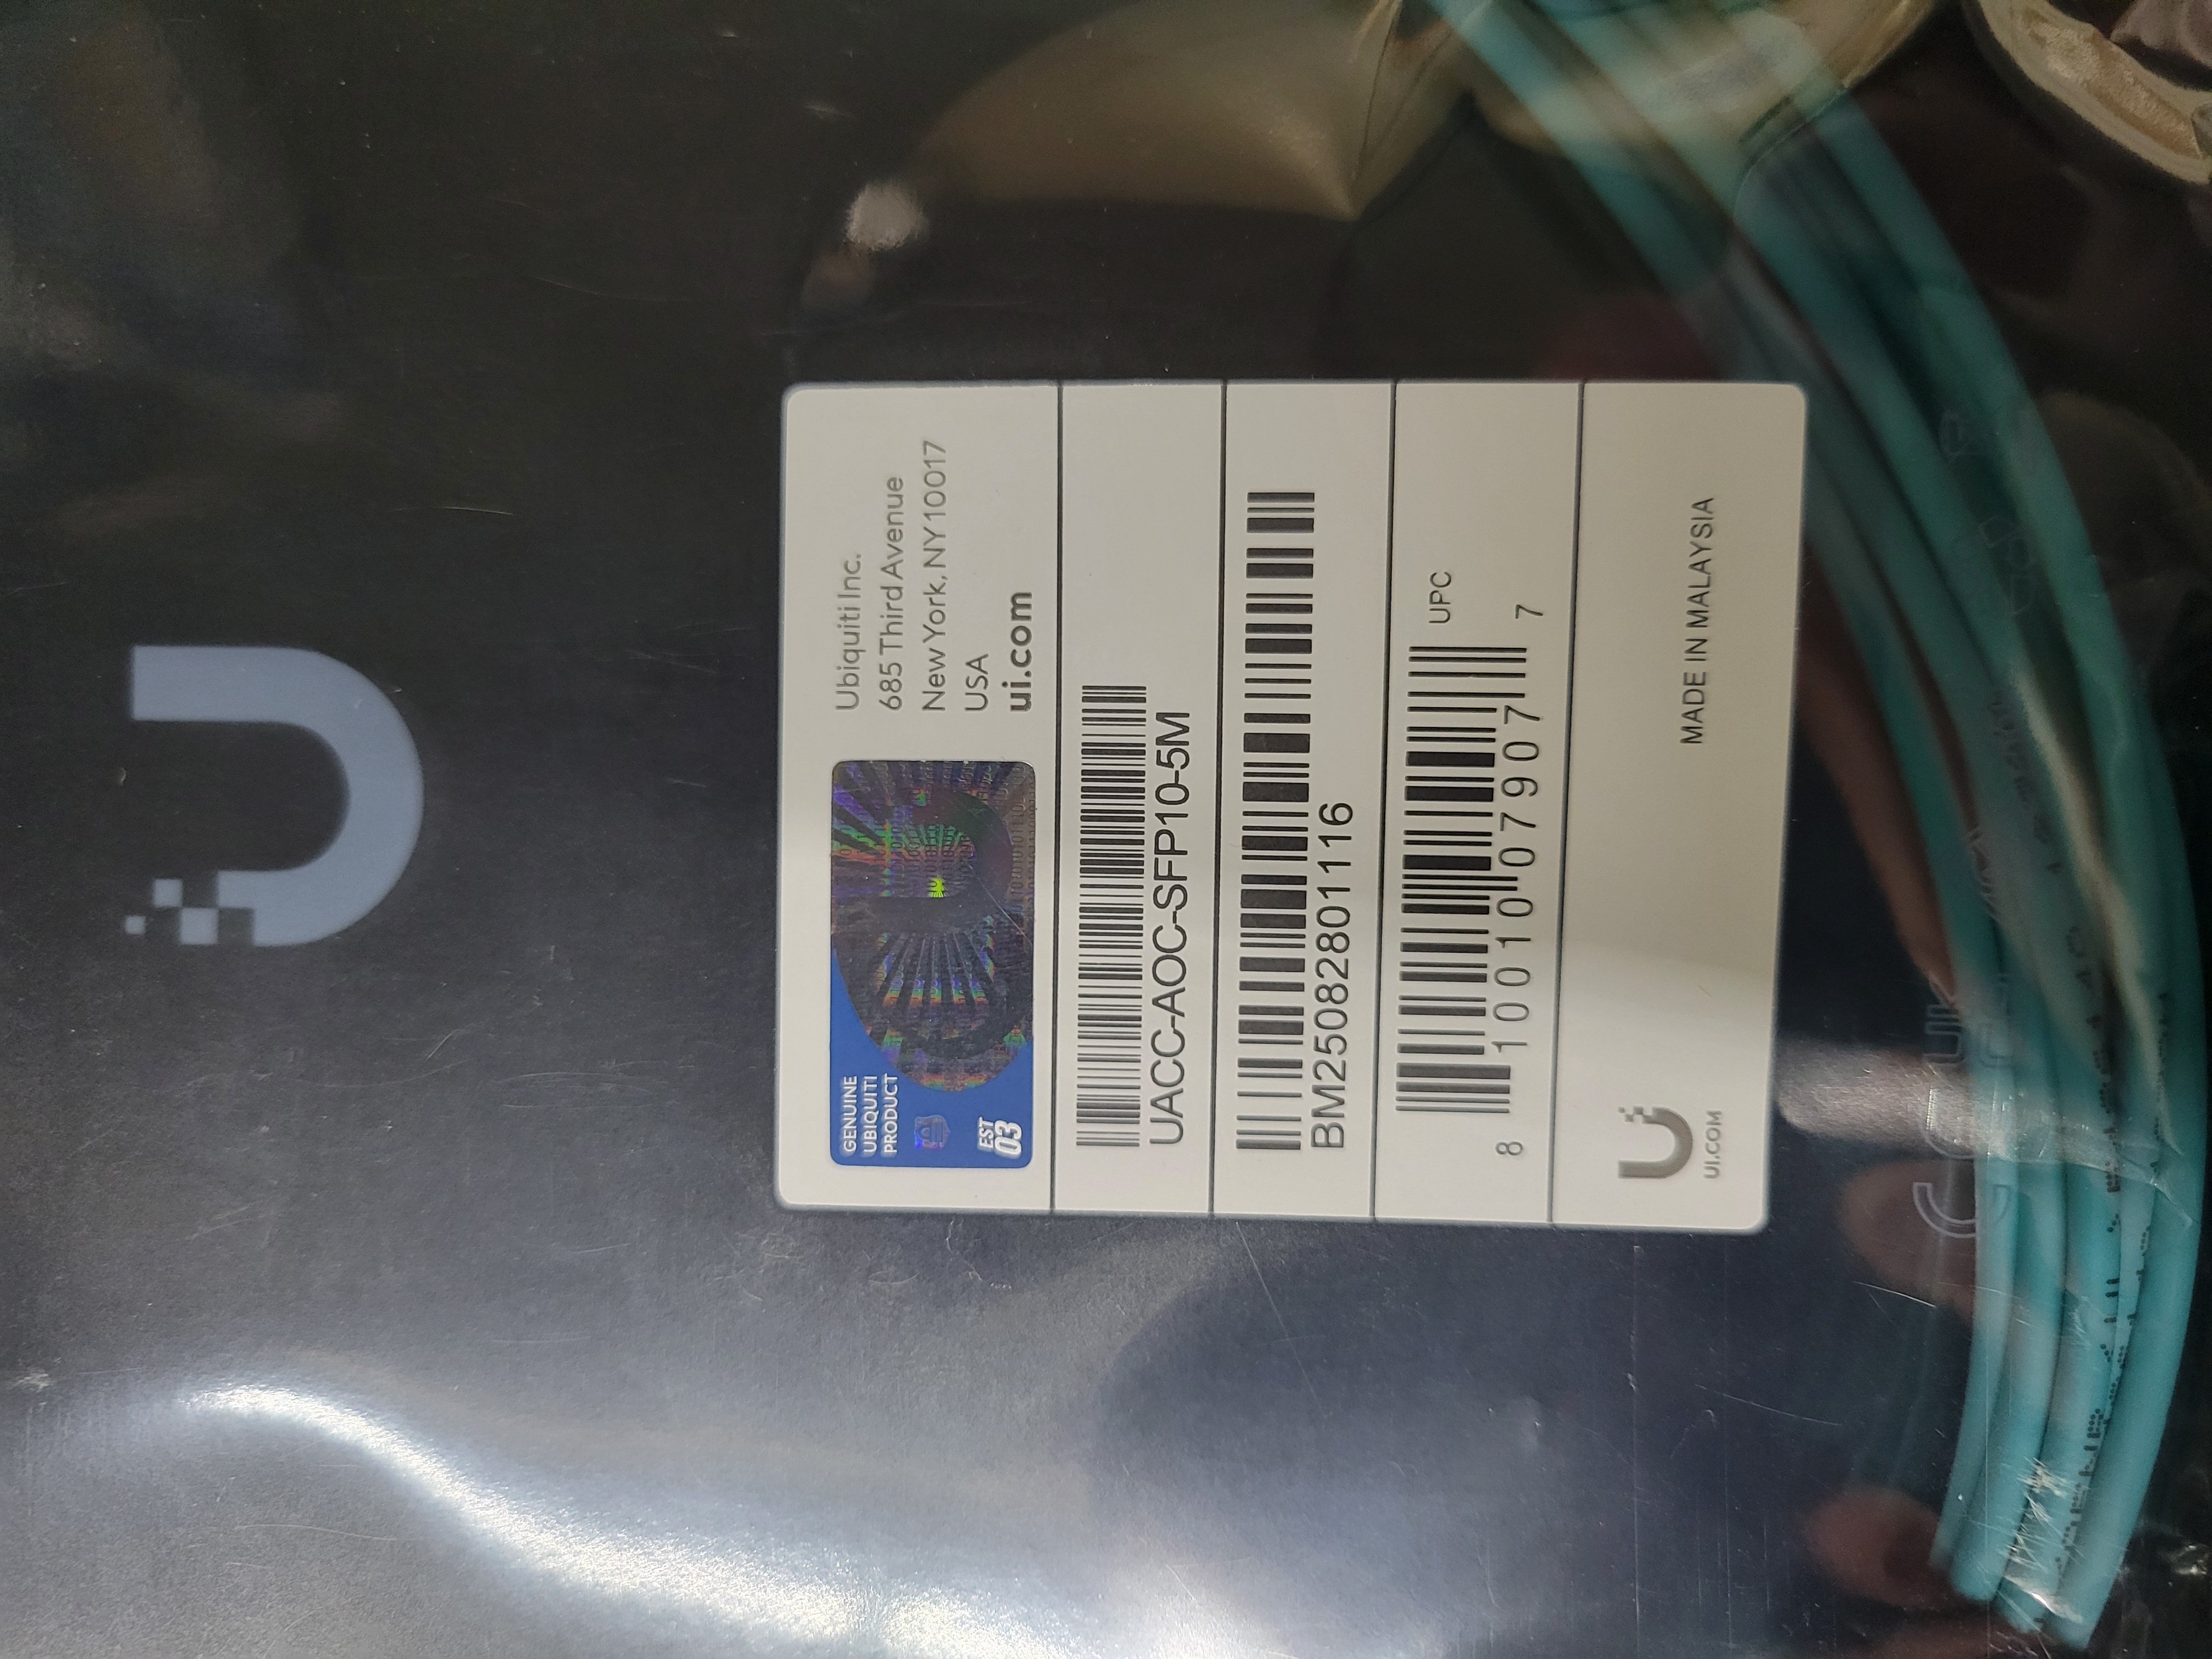 GENUINE
UBIQUITI
PRODUCT
EST
03
Ubiquiti Inc.
685 Third Avenue
New York, NY 10017
USA
ui.com
UACC-AOC-SFP10-5M
BM25082801116
UPC
8 10010 07907 7
UI.COM
MADE IN MALAYSIA